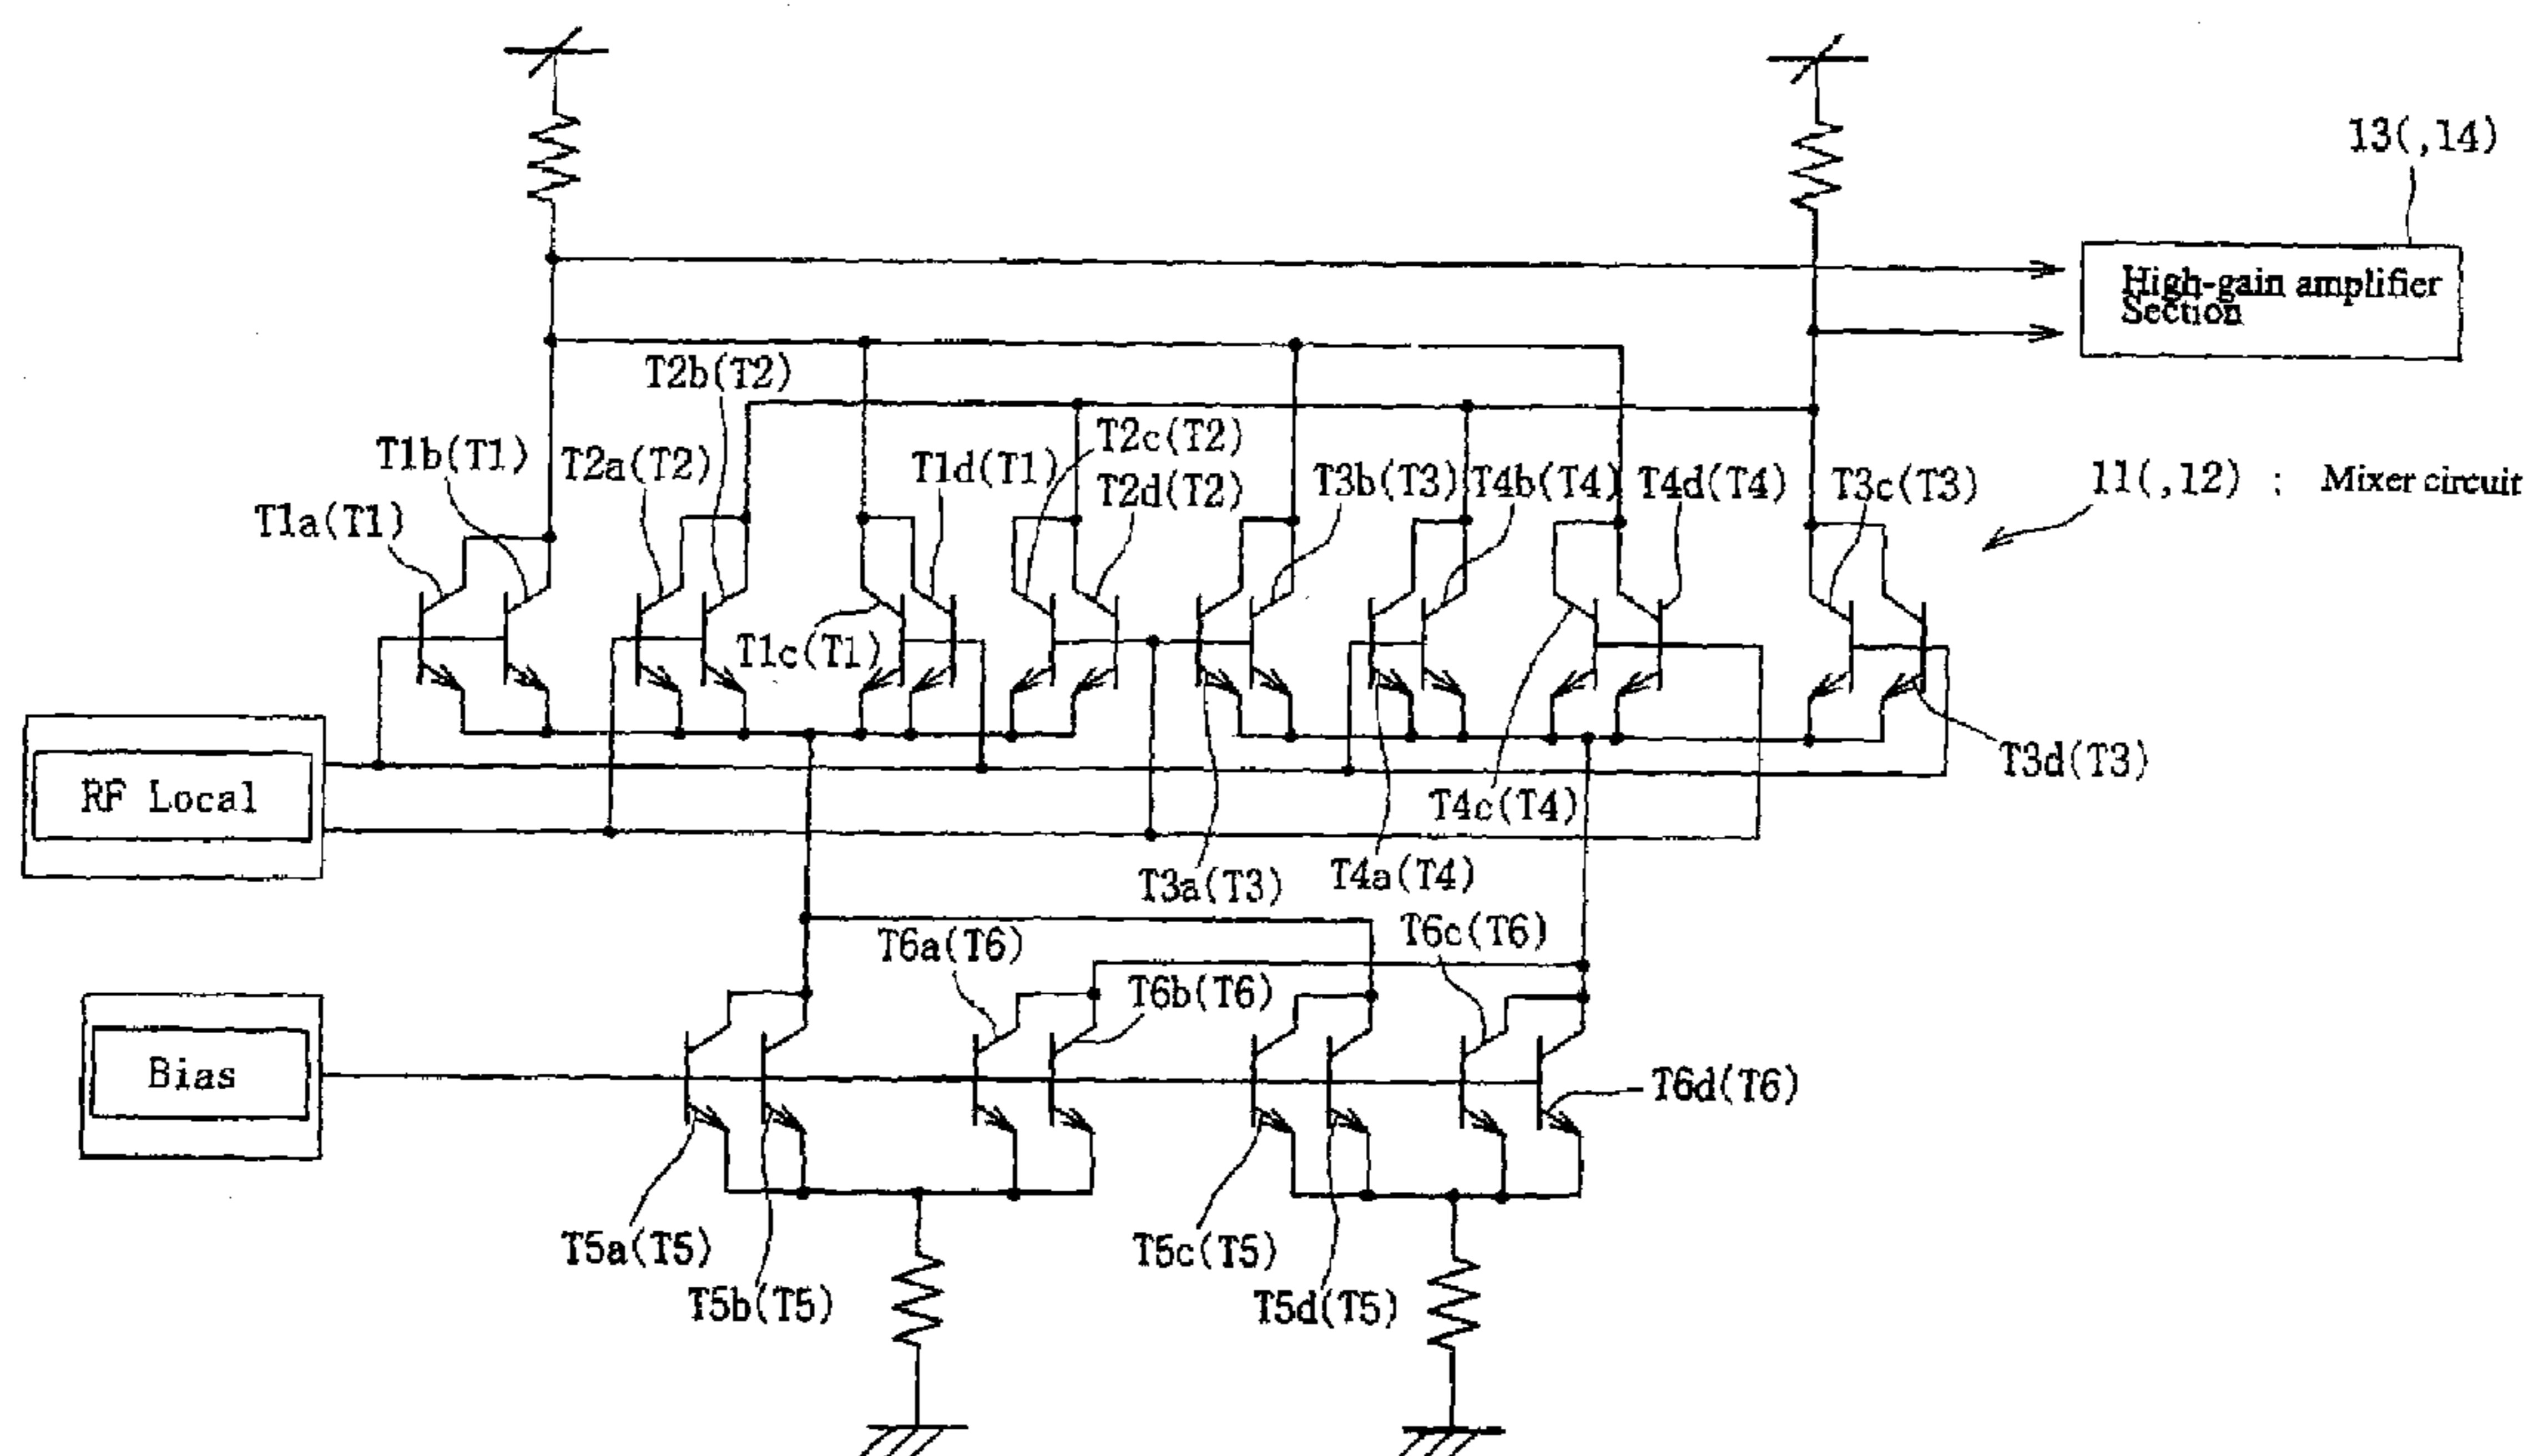 13(,14)
High-gain amplifier
Section
T2b(T2)
T1b(T1)
T2a(T2)
T1d(T1)
T2c(T2)
T2d(T2)
T3b(T3)
T4b(T4)
T4d(T4)
T3c(T3)
11(,12) : Mixer circuit
T1a(T1)
T1c(T1)
T3d(T3)
RF Local
T4c(T4)
T3a(T3)
T4a(T4)
T6a(T6)
T6c(T6)
T6b(T6)
Bias
T6d(T6)
T5a(T5)
T5b(T5)
T5c(T5)
T5d(T5)